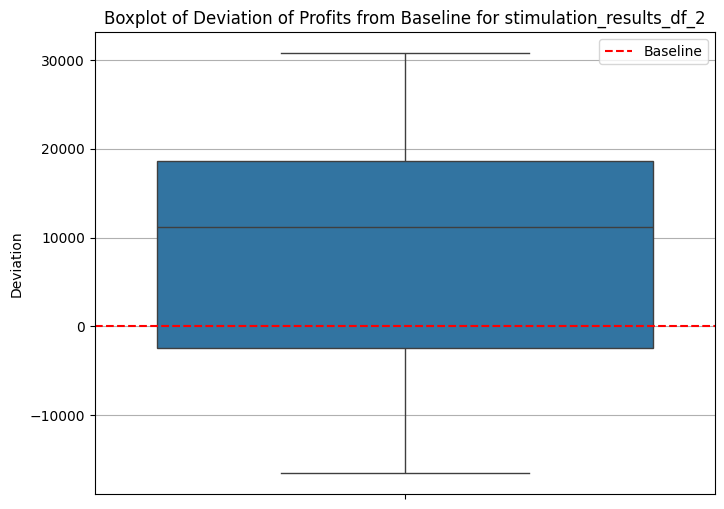 Boxplot of Deviation of Profits from Baseline for stimulation_results_df_2
Baseline
30000
20000
10000
0
−10000
Deviation